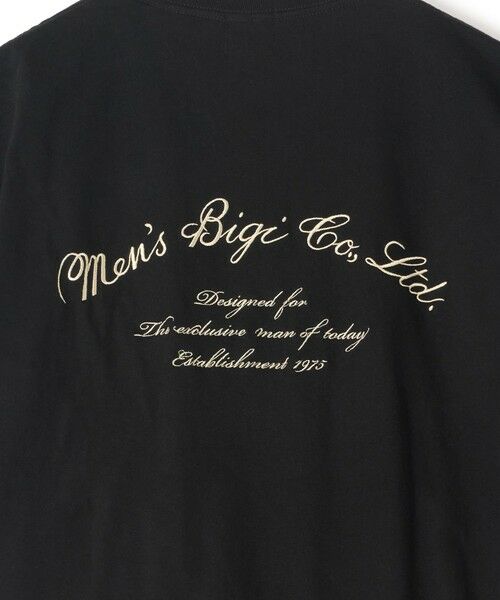 Men's Bigi Co., Ltd.
Designed for
The exclusive man of today
Establishment 1975